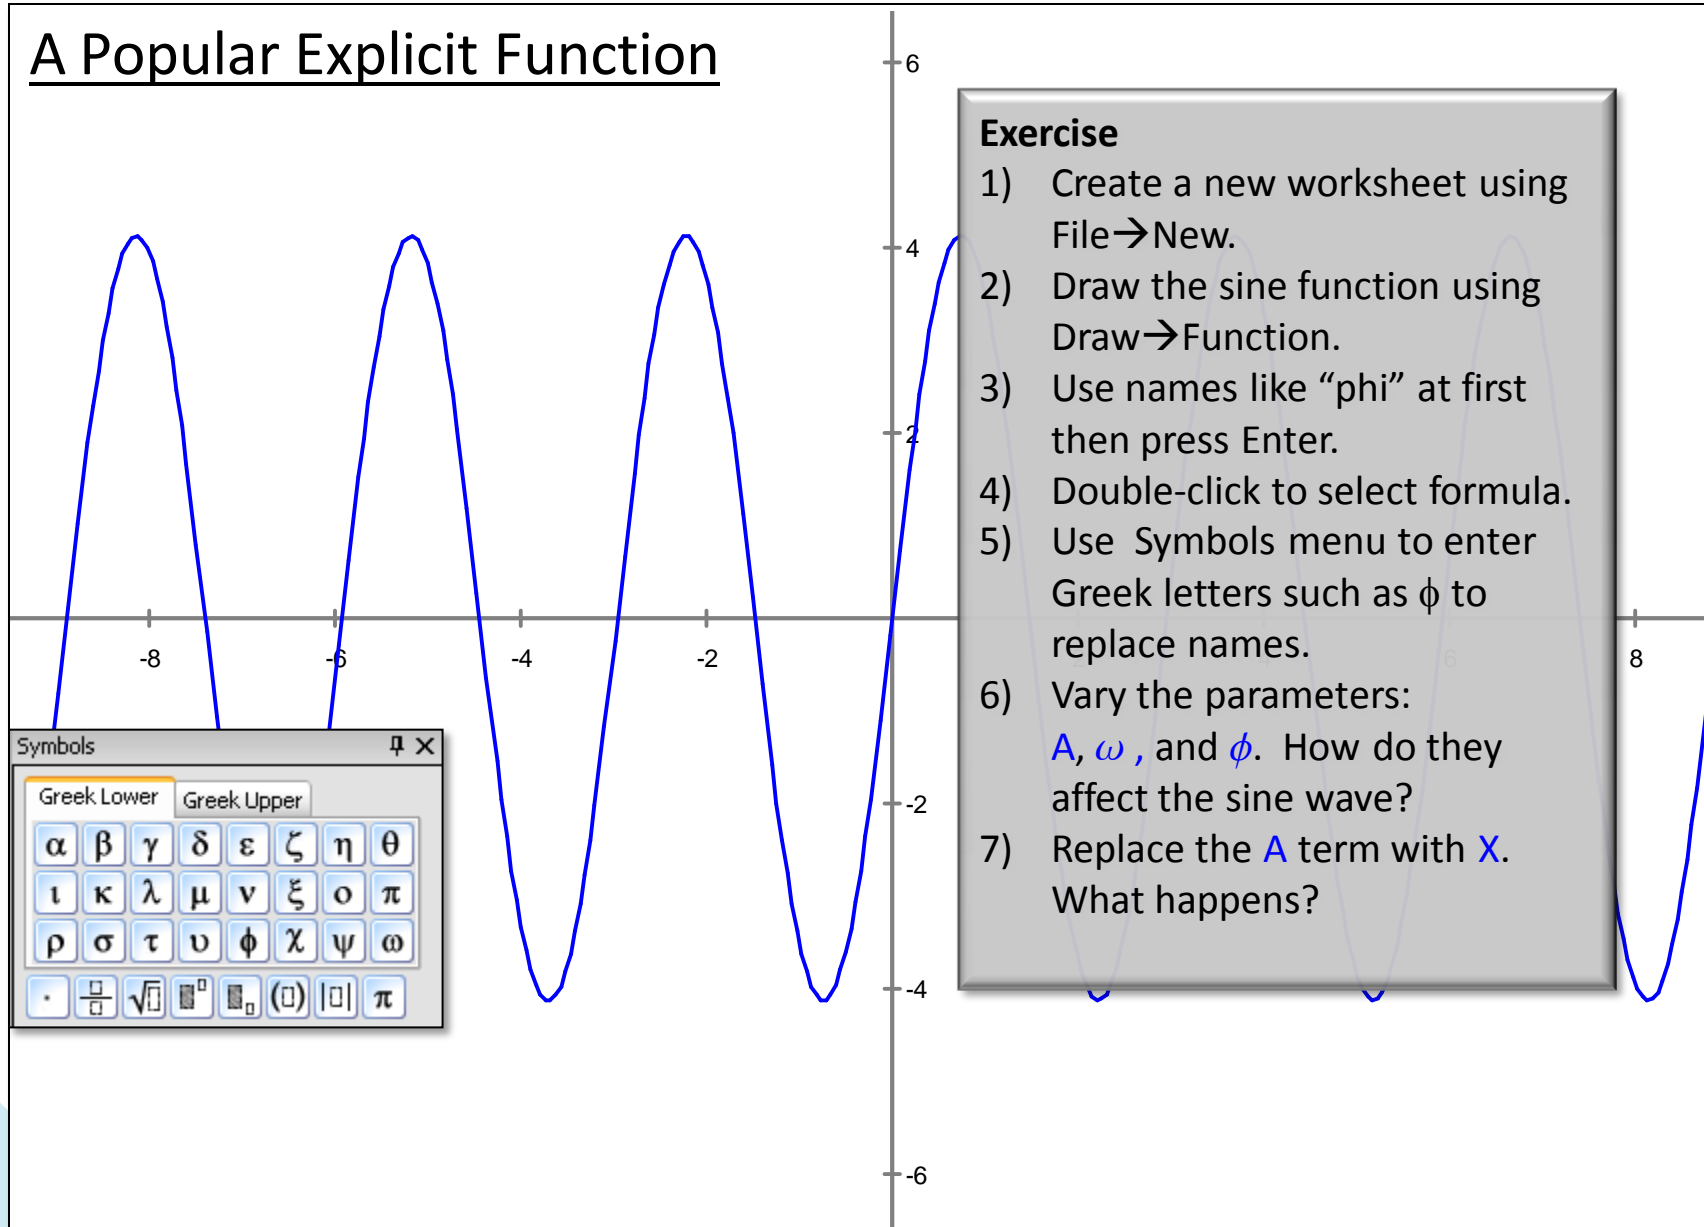 A Popular Explicit Function
6
4
2
-2
-4
-6
-8
-6
-4
-2
6
8
Exercise
1) Create a new worksheet using
File→New.
2) Draw the sine function using
Draw→Function.
3) Use names like “phi” at first
then press Enter.
4) Double-click to select formula.
5) Use Symbols menu to enter
Greek letters such as ϕ to
replace names.
6) Vary the parameters:
A, ω , and ϕ. How do they
affect the sine wave?
7) Replace the A term with X.
What happens?
Symbols
Greek Lower Greek Upper
α β γ δ ε ζ η θ
ι κ λ μ ν ξ ο π
ρ σ τ υ ϕ χ ψ ω
π